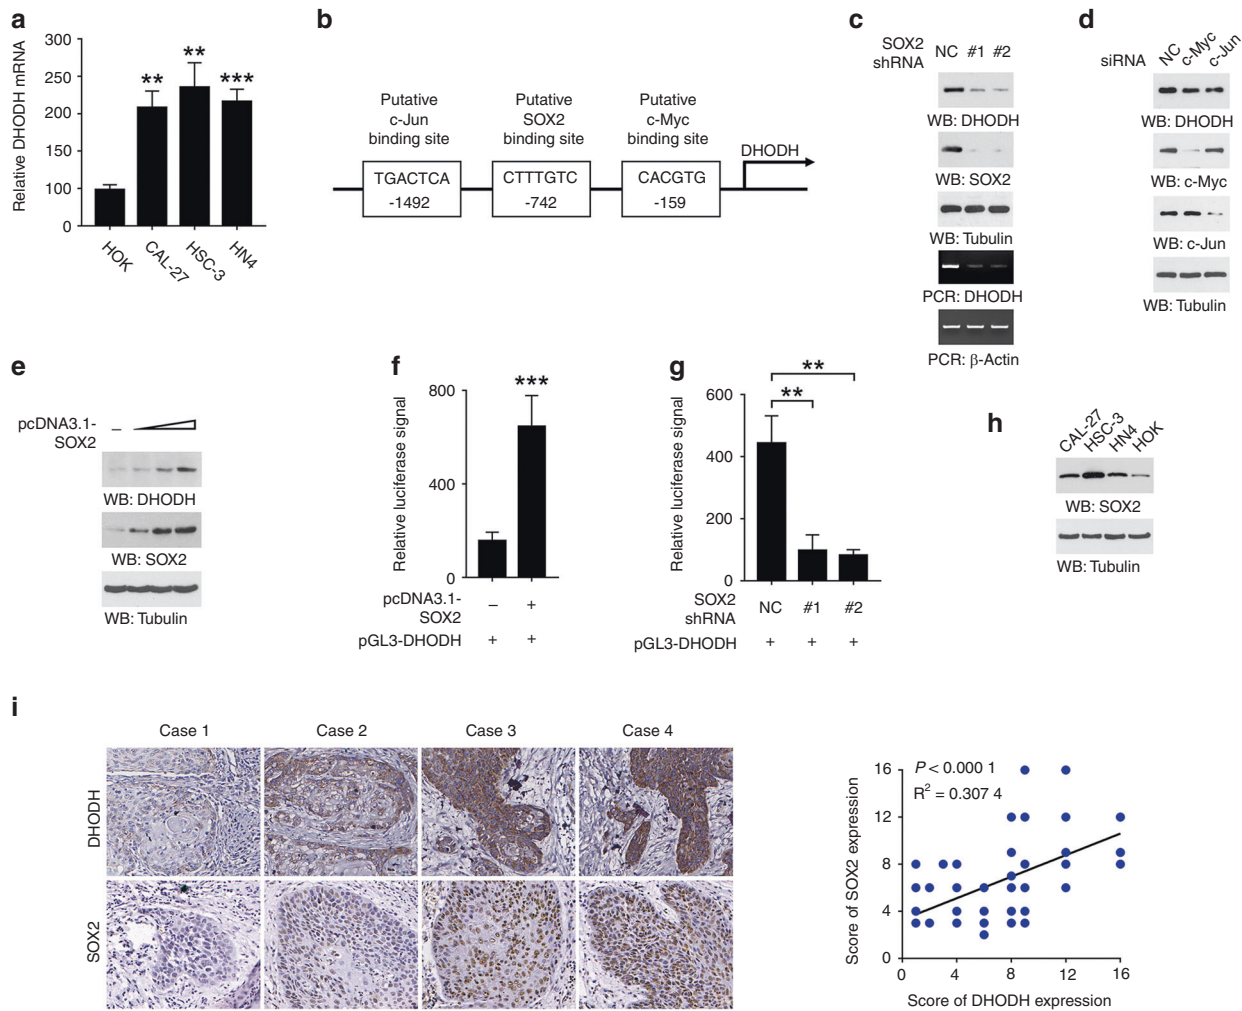 a
Relative DHODH mRNA
300
250
200
150
100
0
**
**
***
HOK
CAL-27
HSC-3
HN4
b
Putative
c-Jun
binding site
Putative
SOX2
binding site
Putative
c-Myc
binding site
TGACTCA
-1492
CTTTGTC
-742
CACGTG
-159
DHODH
c
SOX2
shRNA
NC #1 #2
WB: DHODH
WB: SOX2
WB: Tubulin
PCR: DHODH
PCR: β-Actin
d
siRNA
NC
c-Myc
c-Jun
WB: DHODH
WB: c-Myc
WB: c-Jun
WB: Tubulin
e
pcDNA3.1-
SOX2
–
WB: DHODH
WB: SOX2
WB: Tubulin
f
Relative luciferase signal
800
400
0
***
pcDNA3.1-
SOX2
– +
pGL3-DHODH + +
g
Relative luciferase signal
600
400
200
0
**
**
SOX2
shRNA
NC #1 #2
pGL3-DHODH + + +
h
CAL-27
HSC-3
HN4
HOK
WB: SOX2
WB: Tubulin
i
Case 1 Case 2 Case 3 Case 4
DHODH
SOX2
Score of SOX2 expression
16
12
8
4
0
P < 0.000 1
R² = 0.307 4
0 4 8 12 16
Score of DHODH expression